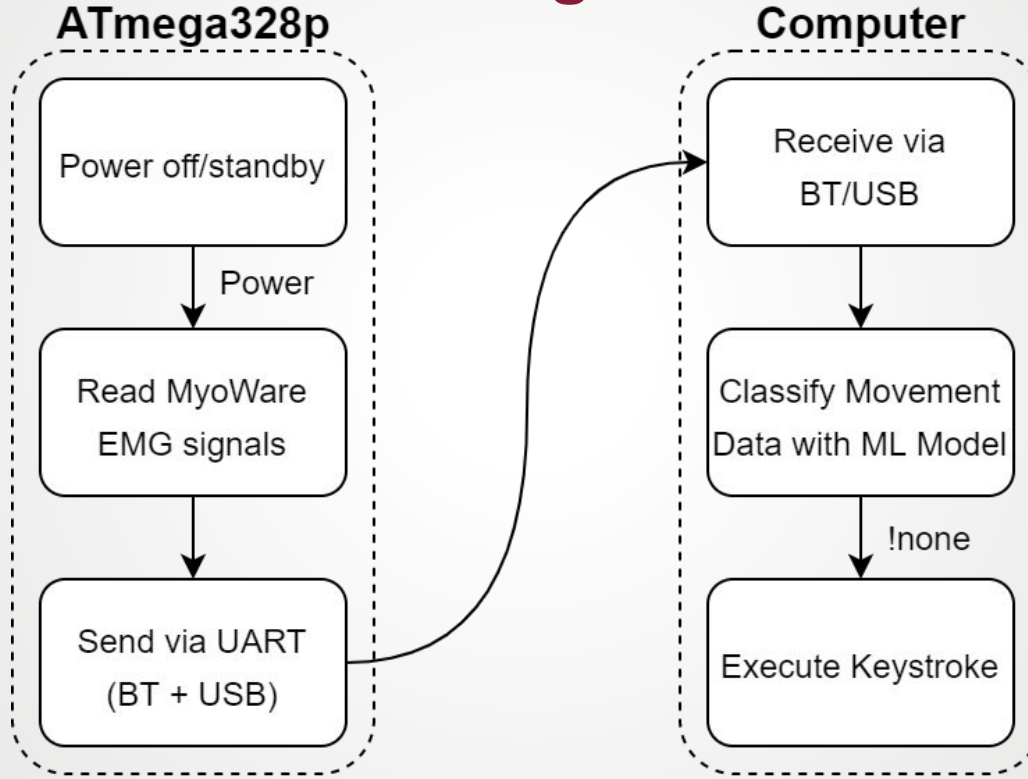 ATmega328p
Power off/standby
Power
Read MyoWare
EMG signals
Send via UART
(BT + USB)
Computer
Receive via
BT/USB
Classify Movement
Data with ML Model
!none
Execute Keystroke